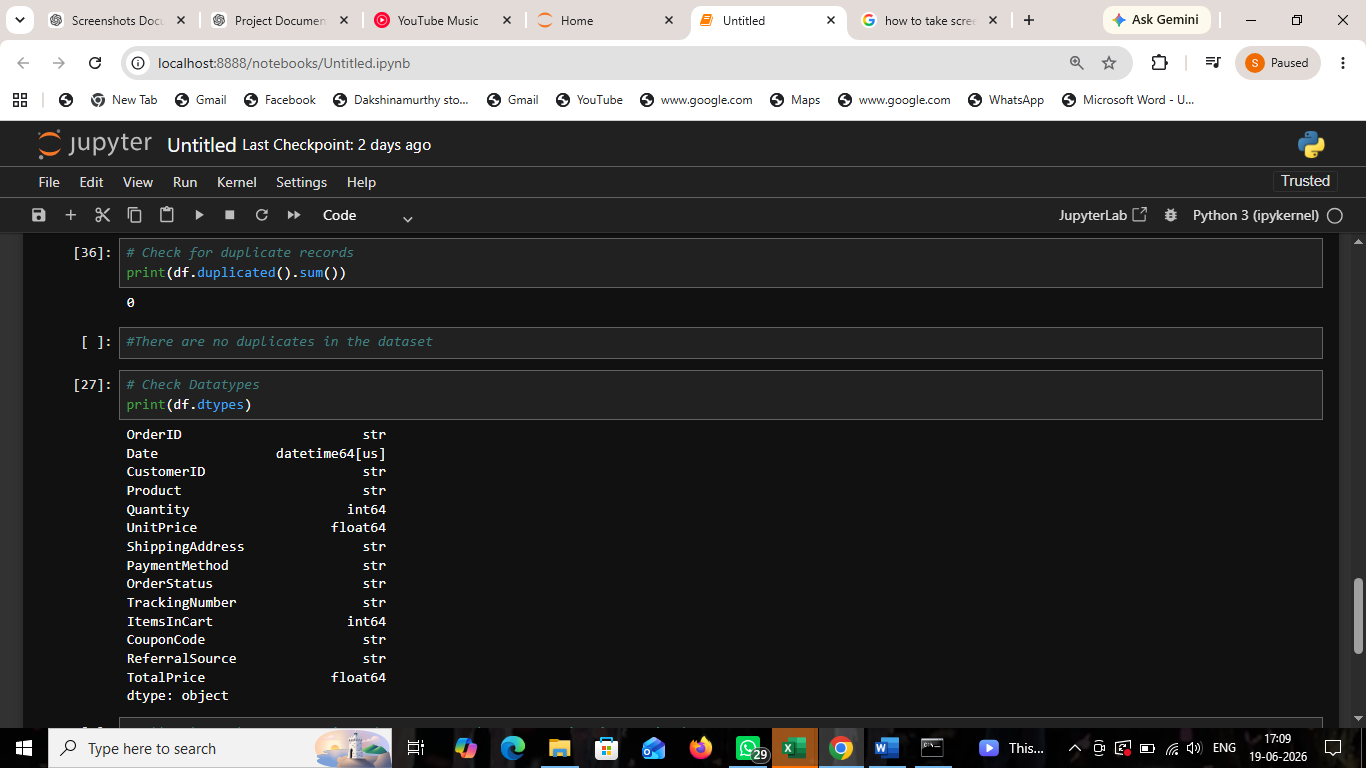 Screenshots Docu
Project Documen
YouTube Music
Home
Untitled
how to take scree
Ask Gemini
localhost:8888/notebooks/Untitled.ipynb
S Paused
New Tab
Gmail
Facebook
Dakshinamurthy sto...
Gmail
YouTube
www.google.com
Maps
www.google.com
WhatsApp
Microsoft Word - U...
jupyter Untitled Last Checkpoint: 2 days ago
File Edit View Run Kernel Settings Help
Trusted
Code
JupyterLab
Python 3 (ipykernel)
[36]: # Check for duplicate records
print(df.duplicated().sum())
0
[ ]: #There are no duplicates in the dataset
[27]: # Check Datatypes
print(df.dtypes)
OrderID str
Date datetime64[us]
CustomerID str
Product str
Quantity int64
UnitPrice float64
ShippingAddress str
PaymentMethod str
OrderStatus str
TrackingNumber str
ItemsInCart int64
CouponCode str
ReferralSource str
TotalPrice float64
dtype: object
Type here to search
29
This...
ENG
17:09
19-06-2026